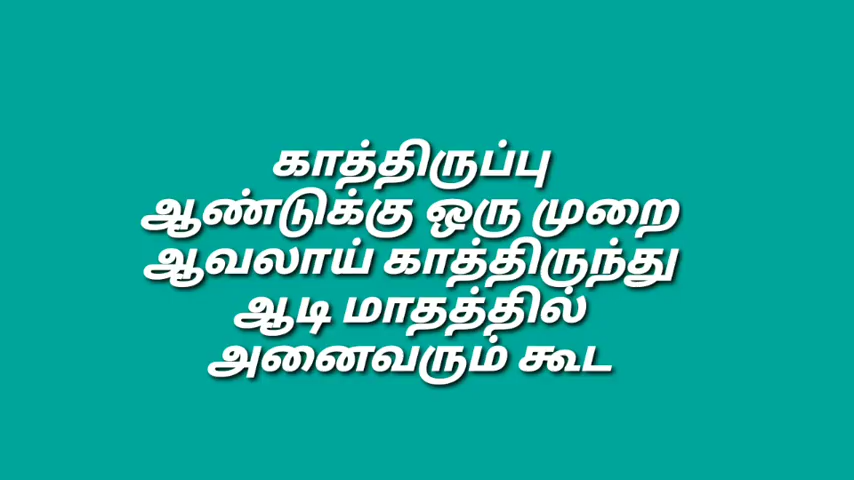 காத்திருப்பு
ஆண்டுக்கு ஒரு முறை
ஆவலாய் காத்திருந்து
ஆடி மாதத்தில்
அனைவரும் கூட